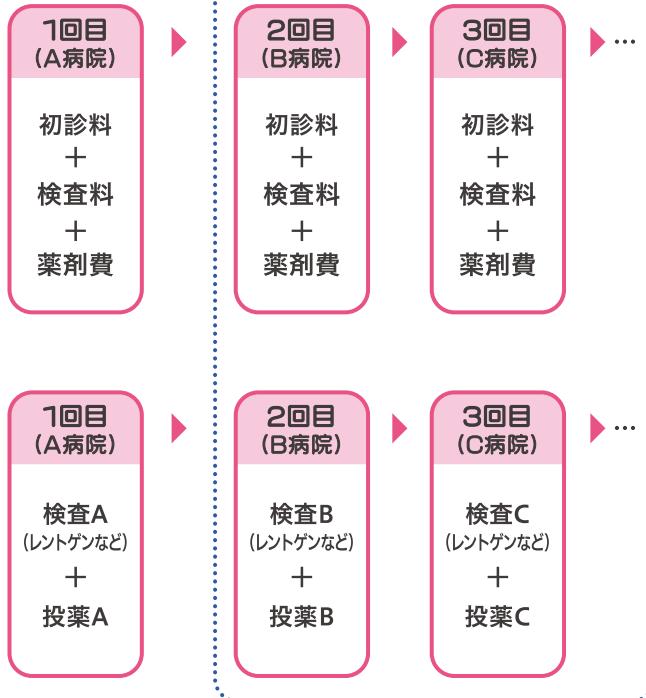 1回目
(A病院)
初診料
+
検査料
+
薬剤費
2回目
(B病院)
初診料
+
検査料
+
薬剤費
3回目
(C病院)
初診料
+
検査料
+
薬剤費
…
1回目
(A病院)
検査A
(レントゲンなど)
+
投薬A
2回目
(B病院)
検査B
(レントゲンなど)
+
投薬B
3回目
(C病院)
検査C
(レントゲンなど)
+
投薬C
…